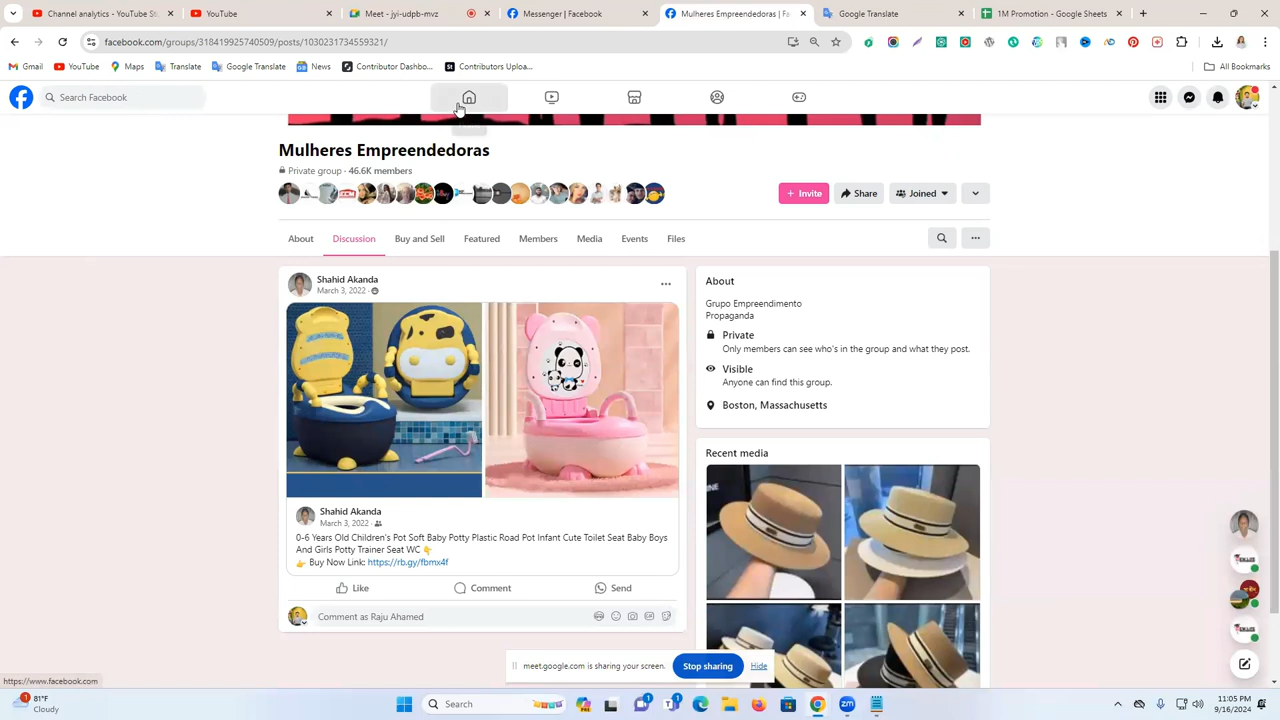 Channel analytics - YouTube St
YouTube
Meet - jyi-udpt-wng
Messenger | Facebook
Mulheres Empreendedoras | Fa
Google Translate
1M Promotion - Google Sheets
facebook.com/groups/318419925740509/posts/1030231734559321/
Gmail
YouTube
Maps
Translate
Google Translate
News
Contributor Dashbo...
Contributors Uploa...
All Bookmarks
Search Facebook
Mulheres Empreendedoras
Private group · 46.6K members
+ Invite
Share
Joined
About
Discussion
Buy and Sell
Featured
Members
Media
Events
Files
Shahid Akanda
March 3, 2022 ·
About
Grupo Empreendimento
Propaganda
Private
Only members can see who's in the group and what they post.
Visible
Anyone can find this group.
Boston, Massachusetts
Recent media
Shahid Akanda
March 3, 2022 ·
0-6 Years Old Children's Pot Soft Baby Potty Plastic Road Pot Infant Cute Toilet Seat Baby Boys
And Girls Potty Trainer Seat WC 👇
👉 Buy Now Link: https://rb.gy/fbmx4f
Like
Comment
Send
Comment as Raju Ahamed
meet.google.com is sharing your screen.
Stop sharing
Hide
https://www.facebook.com
81°F
Cloudy
Search
11:05 PM
9/16/2024